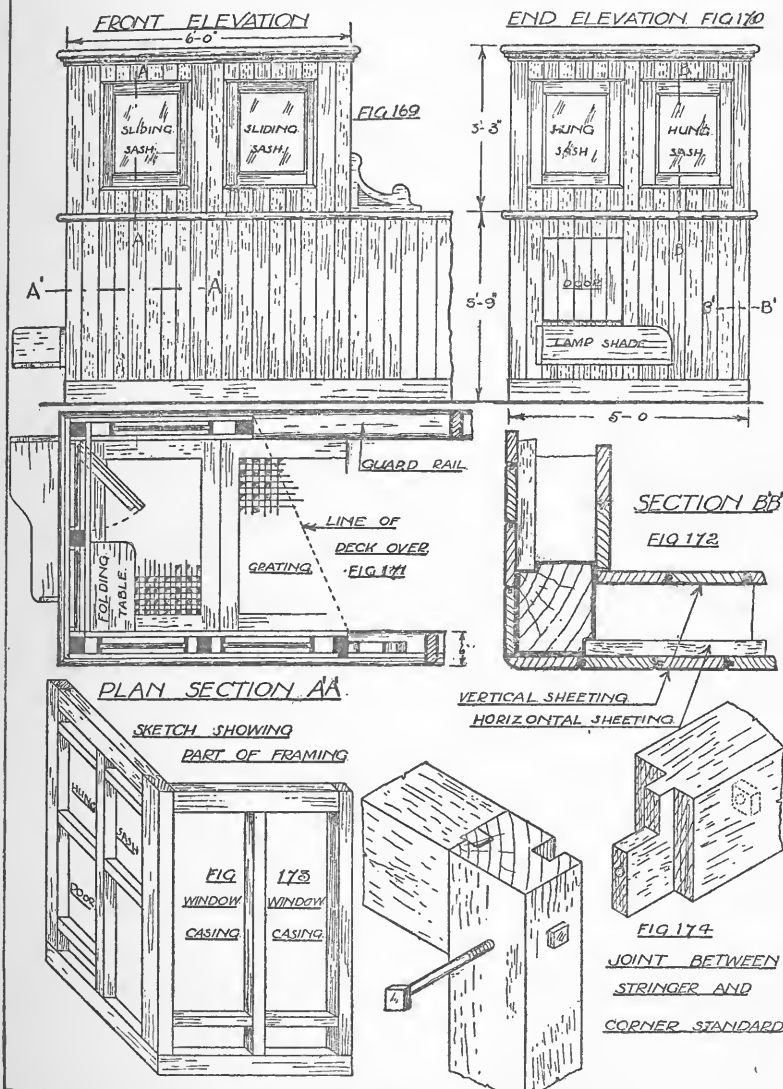 FRONT ELEVATION
6'-0"
END ELEVATION. FIG 170
A
B
FIG 169
SLIDING
SASH.
SLIDING
SASH.
3'-3"
HUNG
SASH
HUNG
SASH.
A
B
A' A'
3'-9"
DOOR
B' B'
LAMP SHADE
5-0
GUARD RAIL
LINE OF
DECK OVER
FIG 171
GRATING
FOLDING
TABLE.
SECTION B'B'
FIG 172
VERTICAL SHEETING
HORIZONTAL SHEETING
PLAN SECTION A'A'.
SKETCH SHOWING
PART OF FRAMING
HUNG
SASH
DOOR
FIG 173
WINDOW WINDOW
CASING. CASING.
FIG 174
JOINT BETWEEN
STRINGER AND
CORNER STANDARD